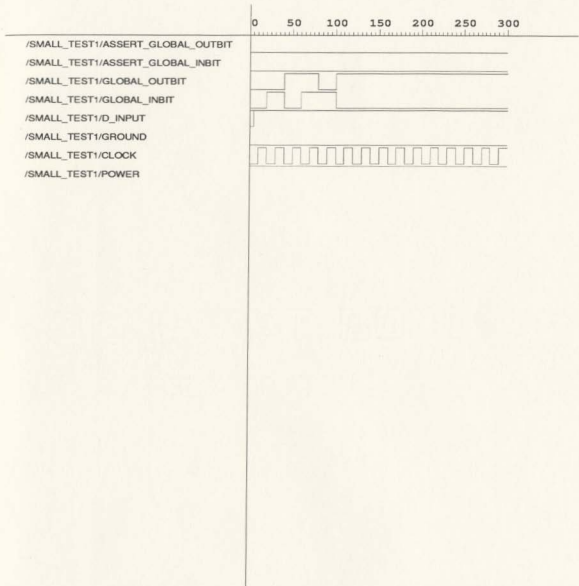 0 50 100 150 200 250 300
/SMALL_TEST1/ASSERT_GLOBAL_OUTBIT
/SMALL_TEST1/ASSERT_GLOBAL_INBIT
/SMALL_TEST1/GLOBAL_OUTBIT
/SMALL_TEST1/GLOBAL_INBIT
/SMALL_TEST1/D_INPUT
/SMALL_TEST1/GROUND
/SMALL_TEST1/CLOCK
/SMALL_TEST1/POWER